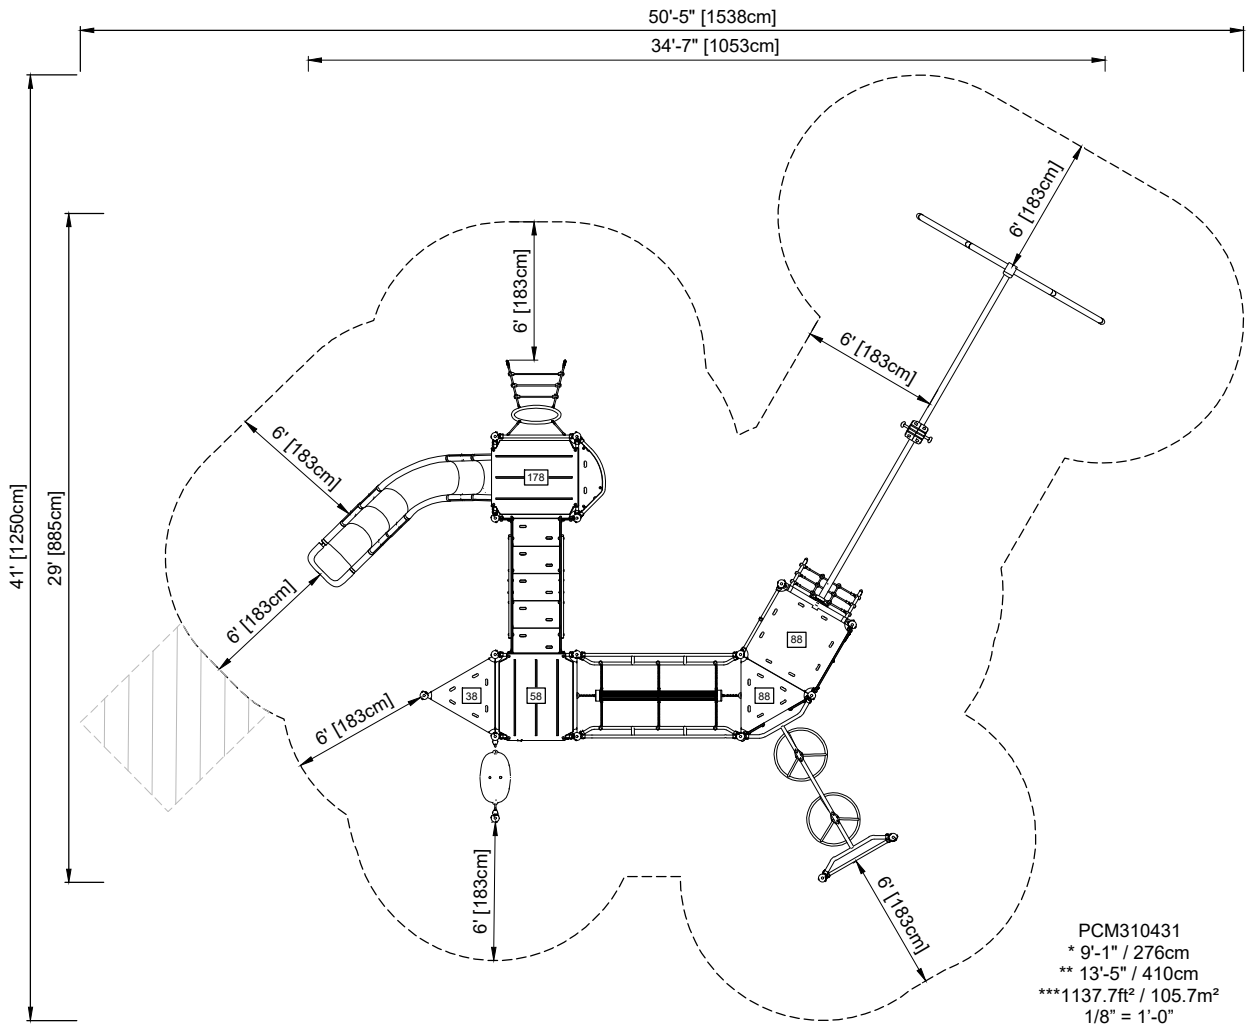 50'-5" [1538cm]
34'-7" [1053cm]
6' [183cm]
6' [183cm]
6' [183cm]
6' [183cm]
178
41' [1250cm]
29' [885cm]
6' [183cm]
88
38
58
88
6' [183cm]
6' [183cm]
6' [183cm]
PCM310431
* 9'-1" / 276cm
** 13'-5" / 410cm
***1137.7ft² / 105.7m²
1/8” = 1’-0”